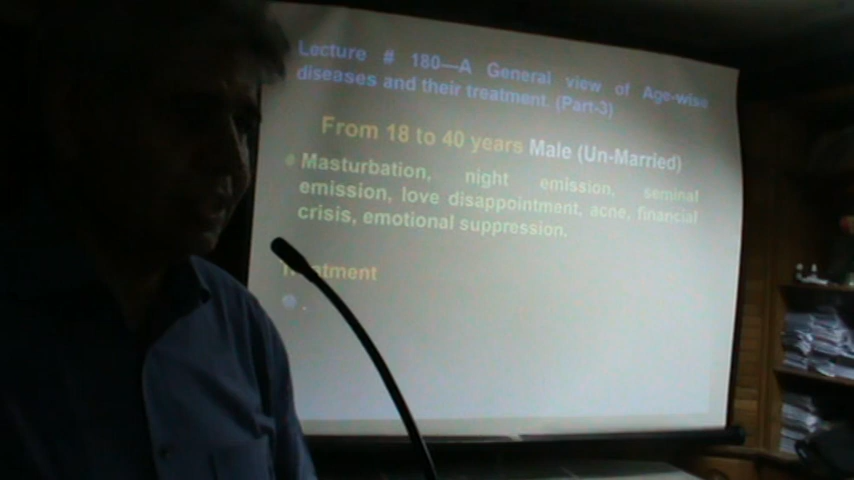 Lecture # 180—A General view of Age-wise
diseases and their treatment. (Part-3)
From 18 to 40 years Male (Un-Married)
Masturbation, night emission, seminal
emission, love disappointment, acne, financial
crisis, emotional suppression.
Treatment
.